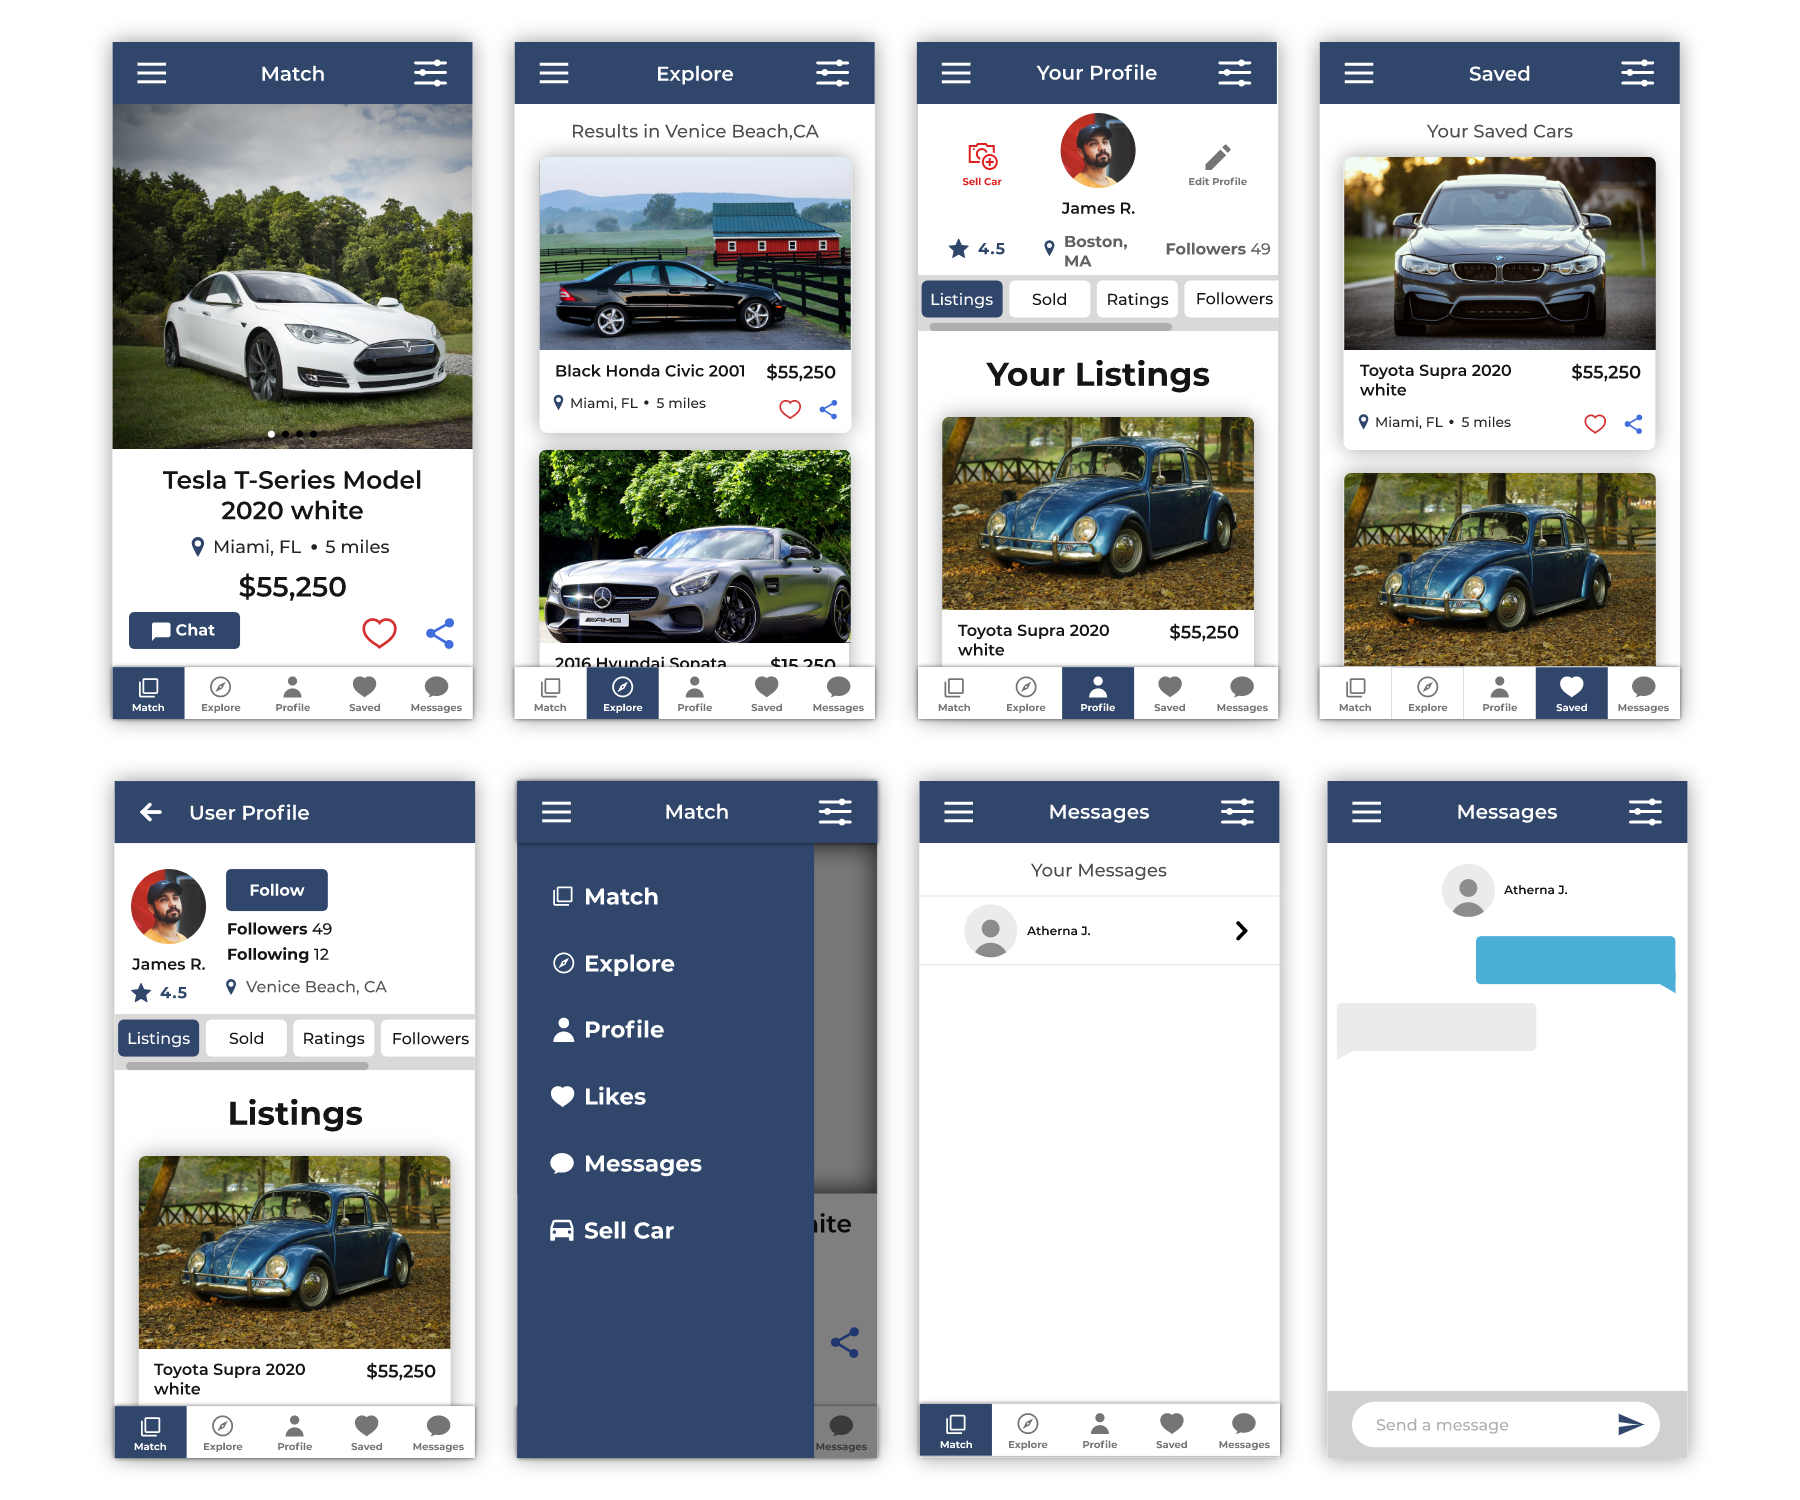 Match
Tesla T-Series Model
2020 white
Miami, FL • 5 miles
$55,250
Chat
Match Explore Profile Saved Messages
Explore
Results in Venice Beach,CA
Black Honda Civic 2001 $55,250
Miami, FL • 5 miles
AMG
2016 Hyundai Sonata $15,250
Match Explore Profile Saved Messages
Your Profile
Sell Car
Edit Profile
James R.
4.5
Boston,
MA
Followers 49
Listings Sold Ratings Followers
Your Listings
Toyota Supra 2020 $55,250
white
Match Explore Profile Saved Messages
Saved
Your Saved Cars
Toyota Supra 2020 $55,250
white
Miami, FL • 5 miles
Match Explore Profile Saved Messages
User Profile
Follow
Followers 49
Following 12
James R.
4.5
Venice Beach, CA
Listings Sold Ratings Followers
Listings
Toyota Supra 2020 $55,250
white
Match Explore Profile Saved Messages
Match
Match
Explore
Profile
Likes
Messages
Sell Car
ite
Messages
Messages
Your Messages
Atherna J.
Match Explore Profile Saved Messages
Messages
Atherna J.
Send a message